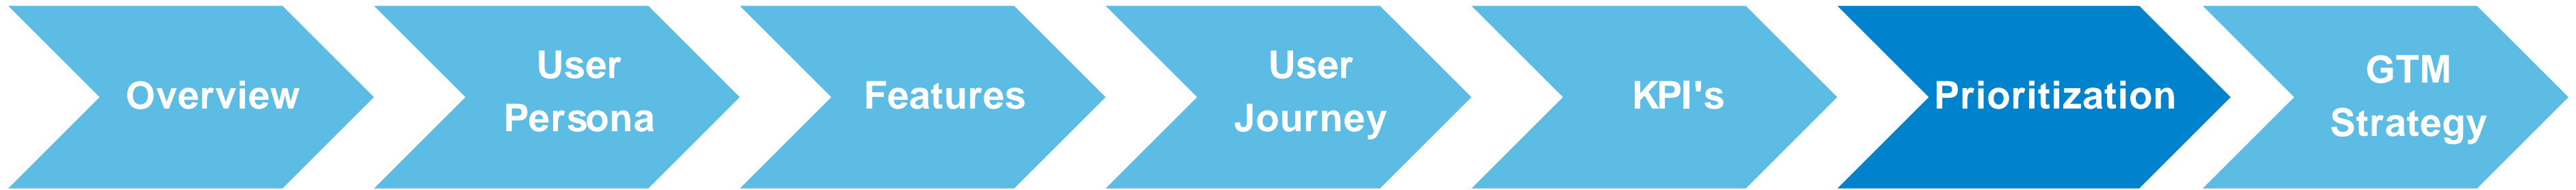 Overview
User
Persona
Features
User
Journey
KPI's
Prioritization
GTM
Strategy